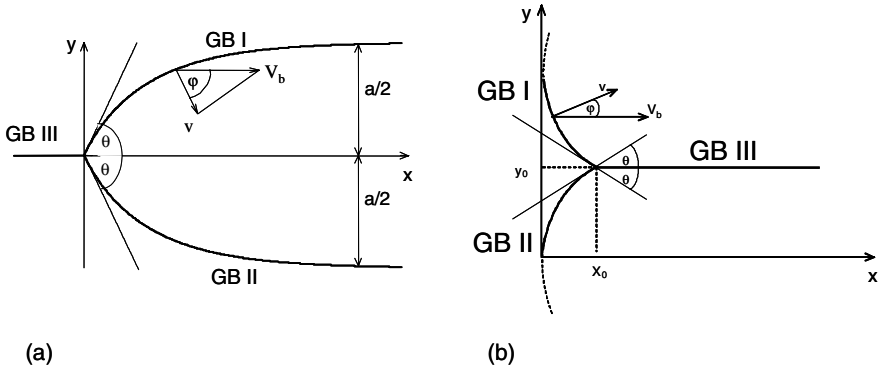 y
GB I
φ
V_b
v
a/2
GB III
θ
θ
x
a/2
GB II
(a)
y
GB I
v
φ
V_b
GB III
y₀
θ
θ
GB II
x₀
x
(b)